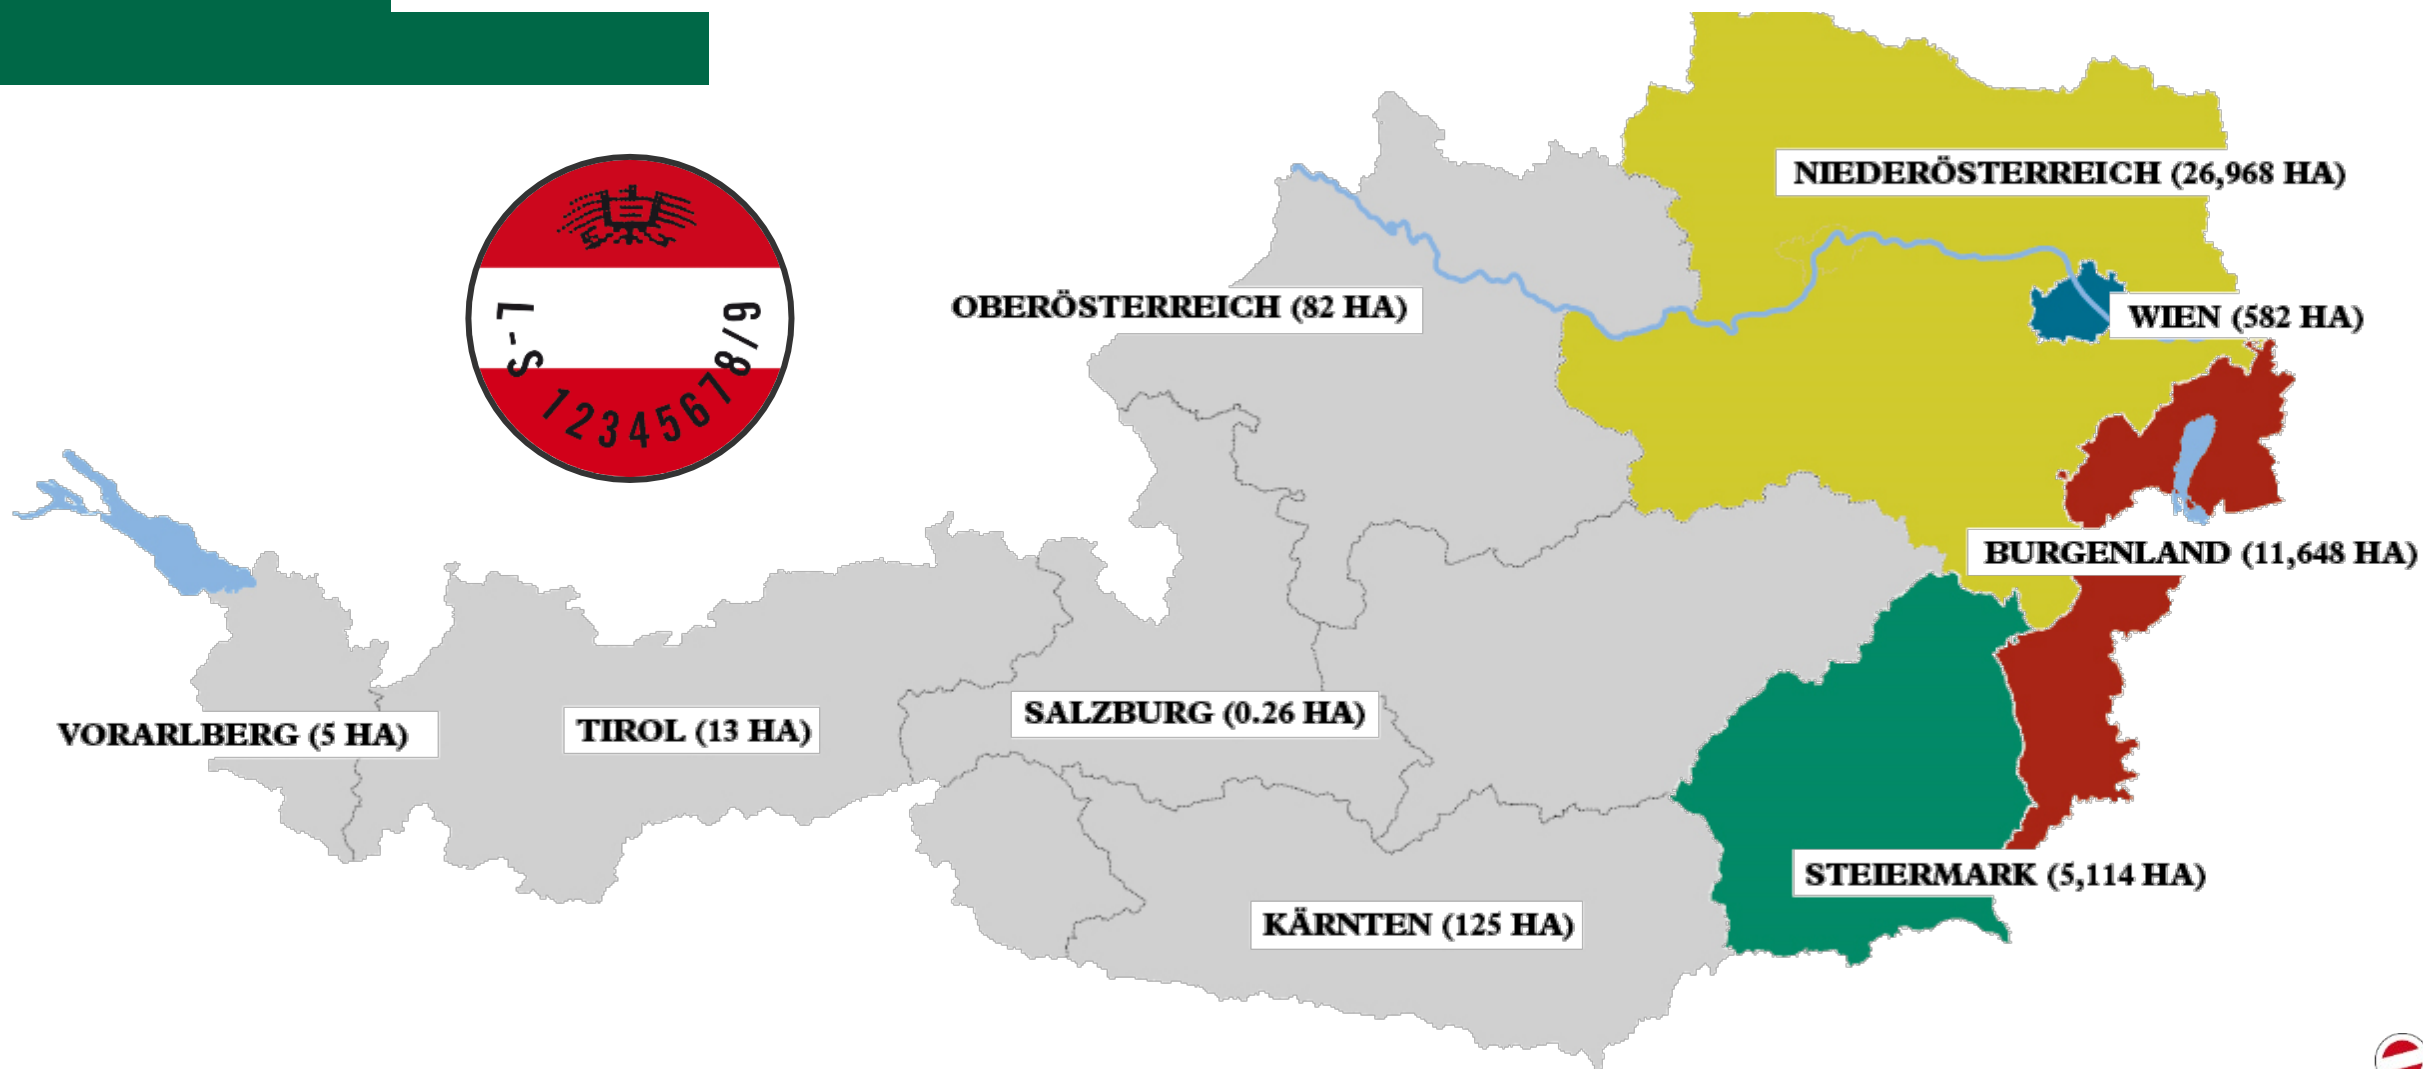 NIEDERÖSTERREICH (26,968 HA)
OBERÖSTERREICH (82 HA)
WIEN (582 HA)
L-S 12345678/9
BURGENLAND (11,648 HA)
SALZBURG (0.26 HA)
VORARLBERG (5 HA)
TIROL (13 HA)
STEIERMARK (5,114 HA)
KÄRNTEN (125 HA)